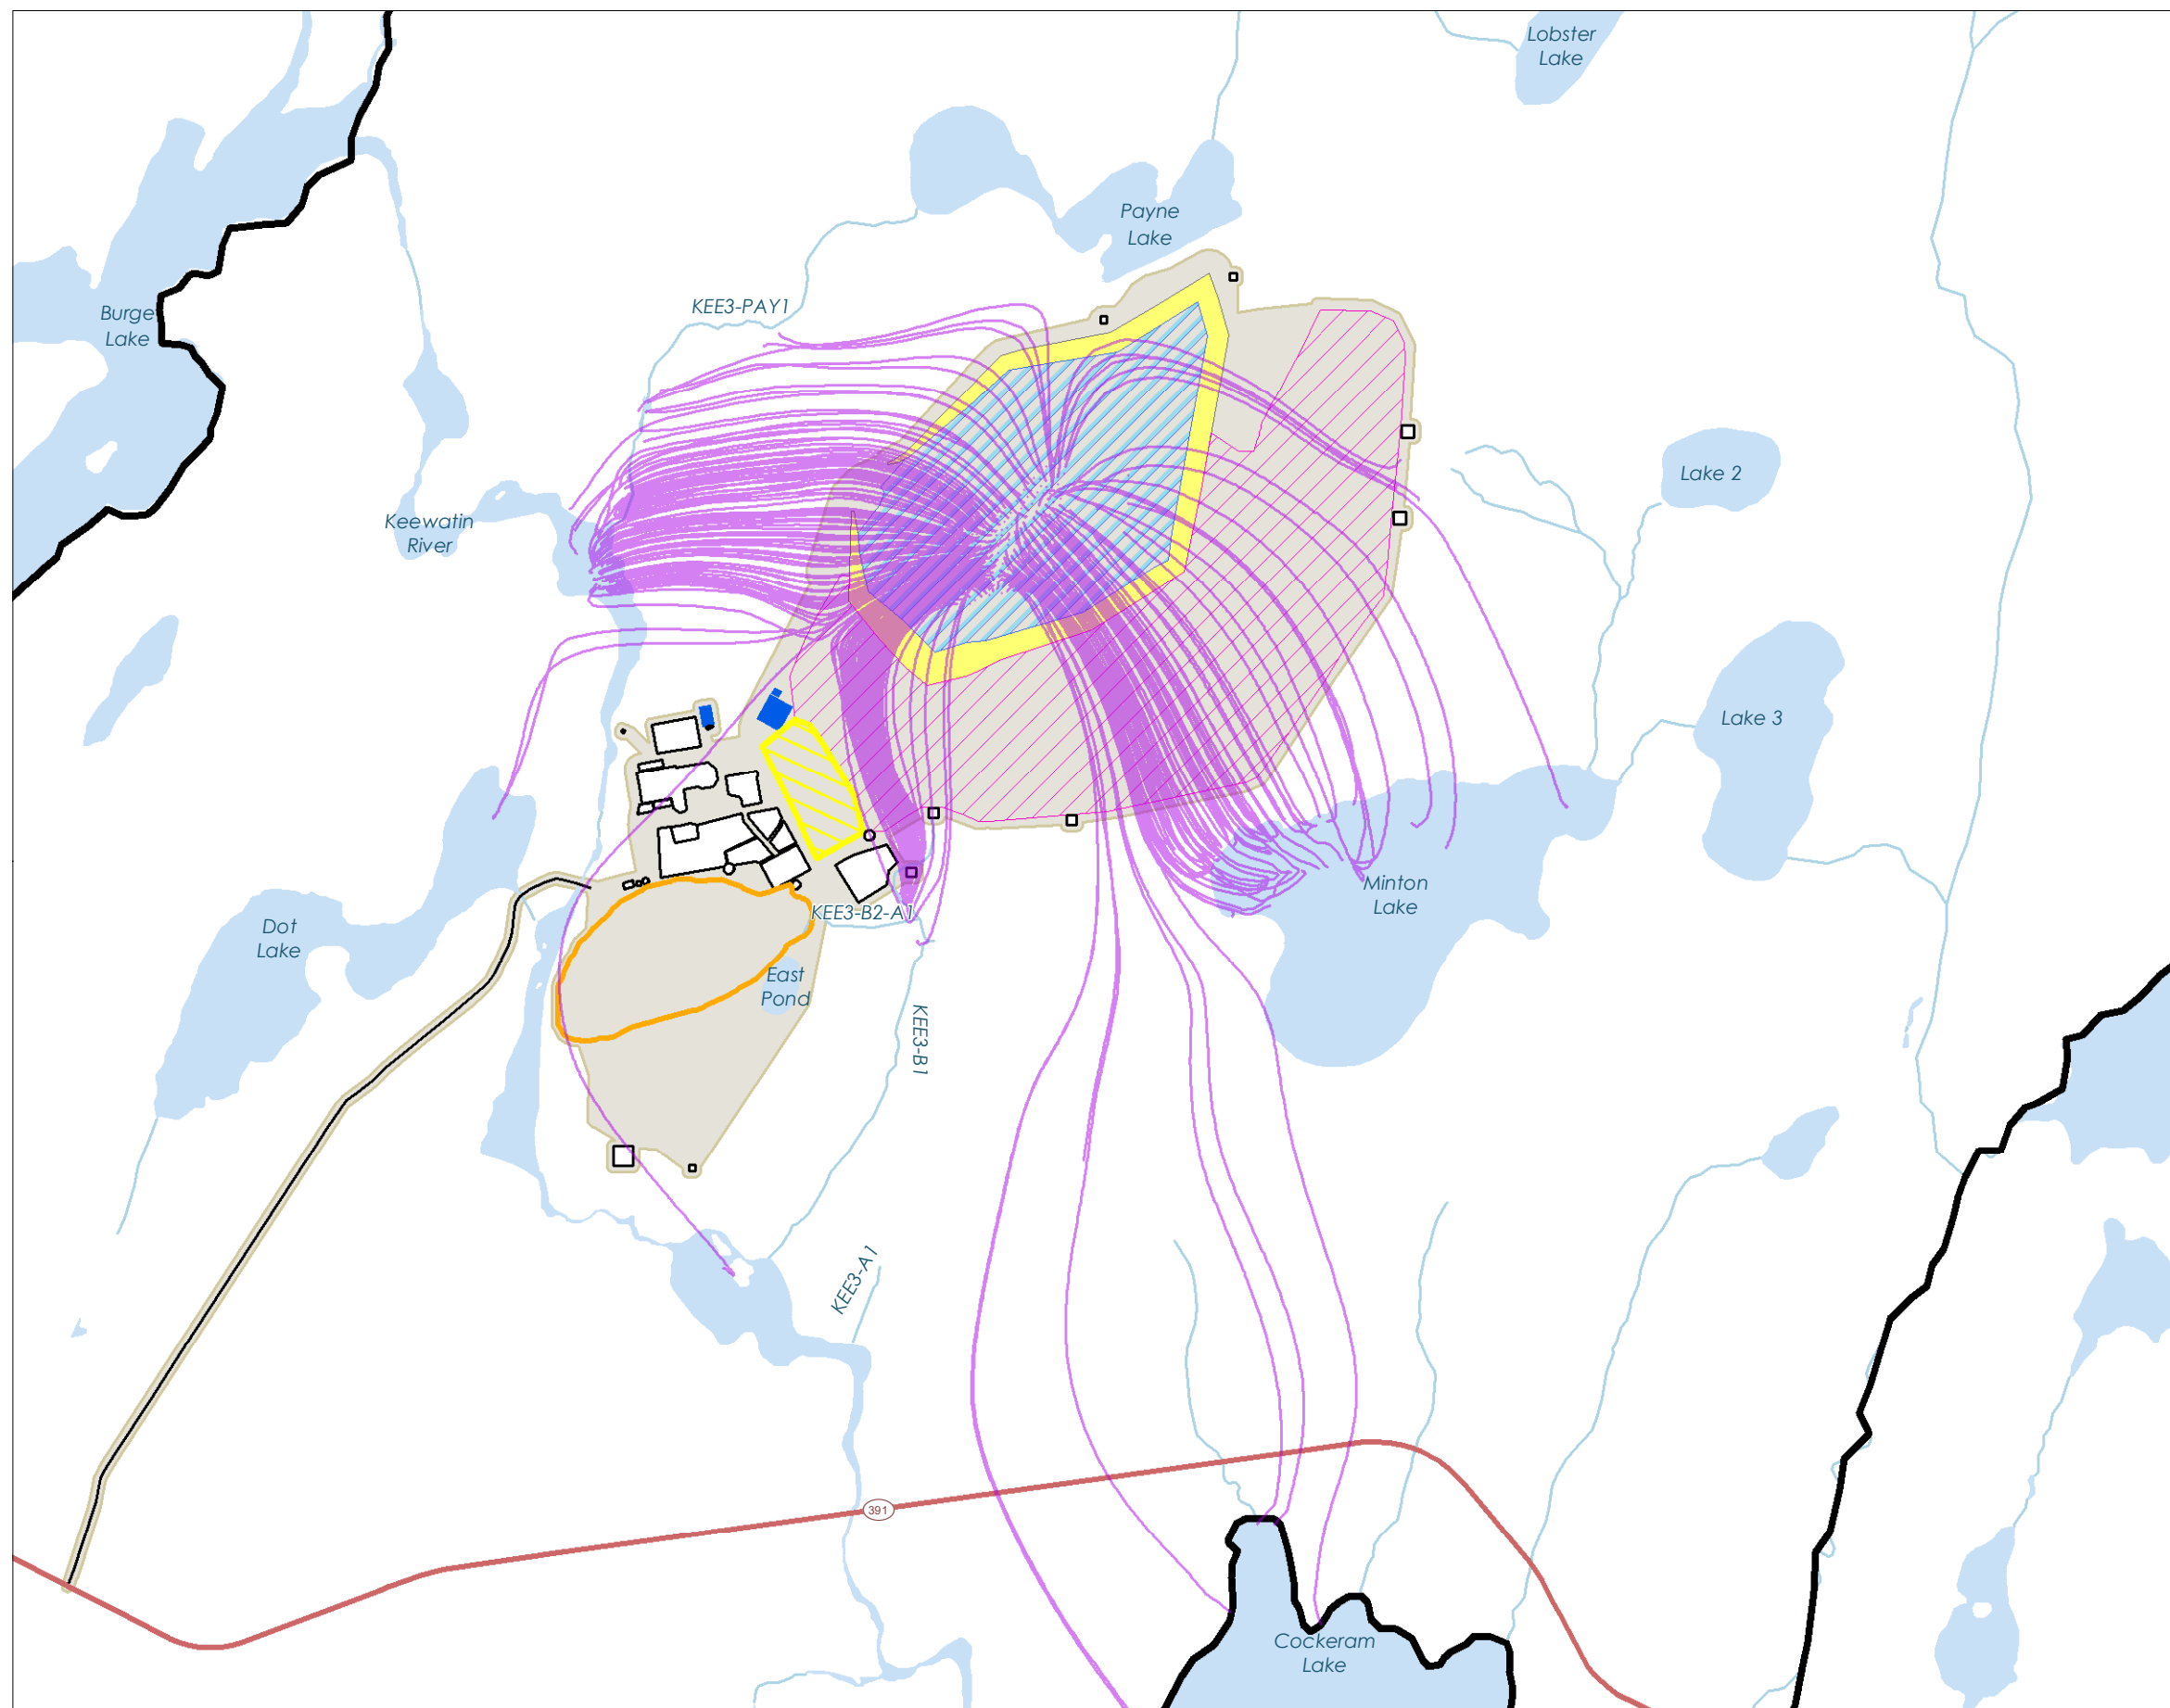 Lobster
Lake
Payne
Lake
KEE3-PAY1
Burge
Lake
Lake 2
Keewatin
River
Lake 3
Minton
Lake
KEE3-B2-A1
Dot
Lake
East
Pond
KEE3-B1
KEE3-A1
391
Cockeram
Lake